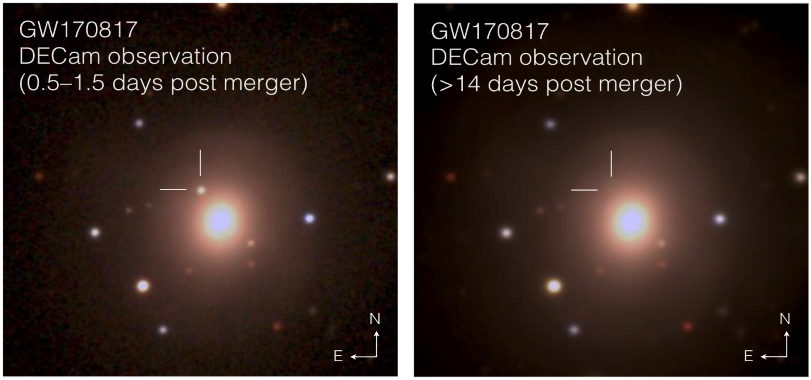 GW170817
DECam observation
(0.5–1.5 days post merger)
N
E
GW170817
DECam observation
(>14 days post merger)
N
E